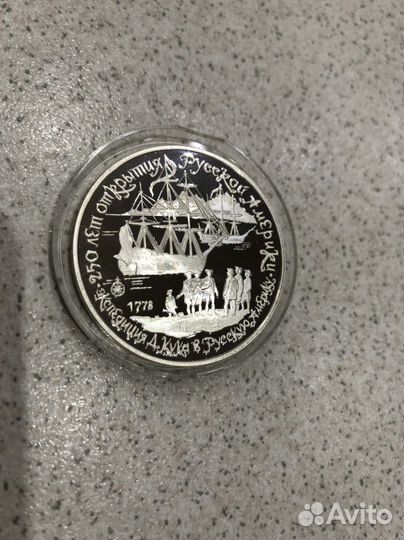 250 лет открытия Русской Америки
1778
Экспедиция Д. Кука в Русскую Америку
Avito